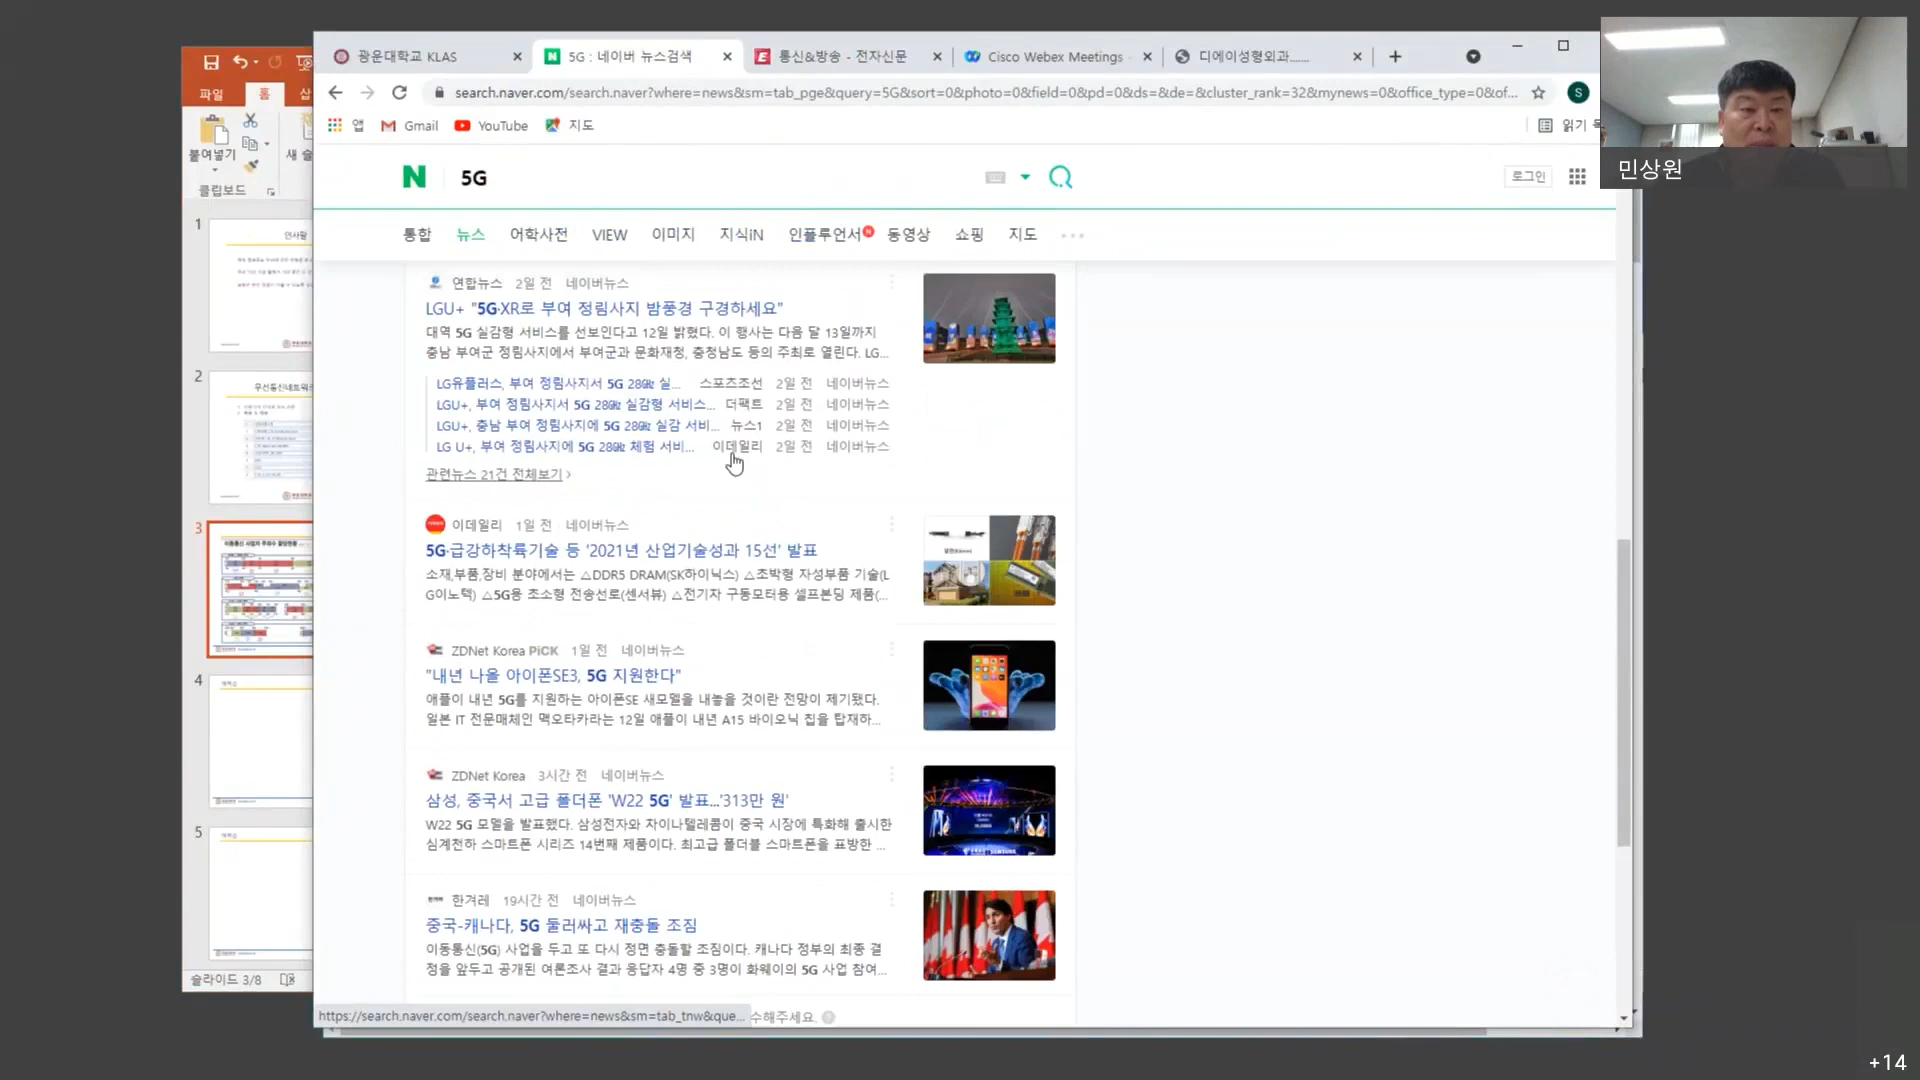 광운대학교 KLAS
5G : 네이버 뉴스검색
통신&방송 - 전자신문
Cisco Webex Meetings
디에이성형외과......
search.naver.com/search.naver?where=news&sm=tab_pge&query=5G&sort=0&photo=0&field=0&pd=0&ds=&de=&cluster_rank=32&mynews=0&office_type=0&of...
S
앱
Gmail
YouTube
지도
읽기
민상원
파일
홈
삽
붙여넣기
새
클립보드
N
5G
로그인
통합
뉴스
어학사전
VIEW
이미지
지식iN
인플루언서
동영상
쇼핑
지도
연합뉴스 2일 전 네이버뉴스
LGU+ "5G·XR로 부여 정림사지 밤풍경 구경하세요"
대역 5G 실감형 서비스를 선보인다고 12일 밝혔다. 이 행사는 다음 달 13일까지
충남 부여군 정림사지에서 부여군과 문화재청, 충청남도 등의 주최로 열린다. LG...
LG유플러스, 부여 정림사지서 5G 28㎓ 실... 스포츠조선 2일 전 네이버뉴스
LGU+, 부여 정림사지서 5G 28㎓ 실감형 서비스... 더팩트 2일 전 네이버뉴스
LGU+, 충남 부여 정림사지에 5G 28㎓ 실감 서비... 뉴스1 2일 전 네이버뉴스
LG U+, 부여 정림사지에 5G 28㎓ 체험 서비... 이데일리 2일 전 네이버뉴스
관련뉴스 21건 전체보기
이데일리 1일 전 네이버뉴스
5G·급강하착륙기술 등 '2021년 산업기술성과 15선' 발표
소재,부품,장비 분야에서는 △DDR5 DRAM(SK하이닉스) △초박형 자성부품 기술(L
G이노텍) △5G용 초소형 전송선로(센서뷰) △전기차 구동모터용 셀프본딩 제품(...
ZDNet Korea PiCK 1일 전 네이버뉴스
"내년 나올 아이폰SE3, 5G 지원한다"
애플이 내년 5G를 지원하는 아이폰SE 새모델을 내놓을 것이란 전망이 제기됐다.
일본 IT 전문매체인 맥오타카라는 12일 애플이 내년 A15 바이오닉 칩을 탑재하...
ZDNet Korea 3시간 전 네이버뉴스
삼성, 중국서 고급 폴더폰 'W22 5G' 발표...'313만 원'
W22 5G 모델을 발표했다. 삼성전자와 차이나텔레콤이 중국 시장에 특화해 출시한
심계천하 스마트폰 시리즈 14번째 제품이다. 최고급 폴더블 스마트폰을 표방한 ...
한겨레 19시간 전 네이버뉴스
중국-캐나다, 5G 둘러싸고 재충돌 조짐
이동통신(5G) 사업을 두고 또 다시 정면 충돌할 조짐이다. 캐나다 정부의 최종 결
정을 앞두고 공개된 여론조사 결과 응답자 4명 중 3명이 화웨이의 5G 사업 참여...
https://search.naver.com/search.naver?where=news&sm=tab_tnw&que...
수해주세요.
1
인사말
2
무선통신네트워크
3
이동통신 사업자 주파수 할당현황
4
5
슬라이드 3/8
+14